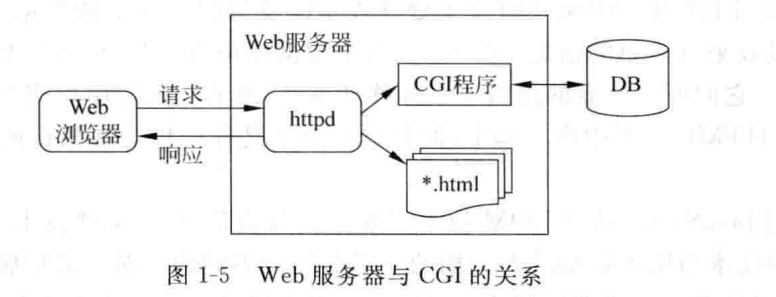 Web服务器
CGI程序
DB
Web
浏览器
请求
响应
httpd
*.html
图 1-5 Web 服务器与 CGI 的关系